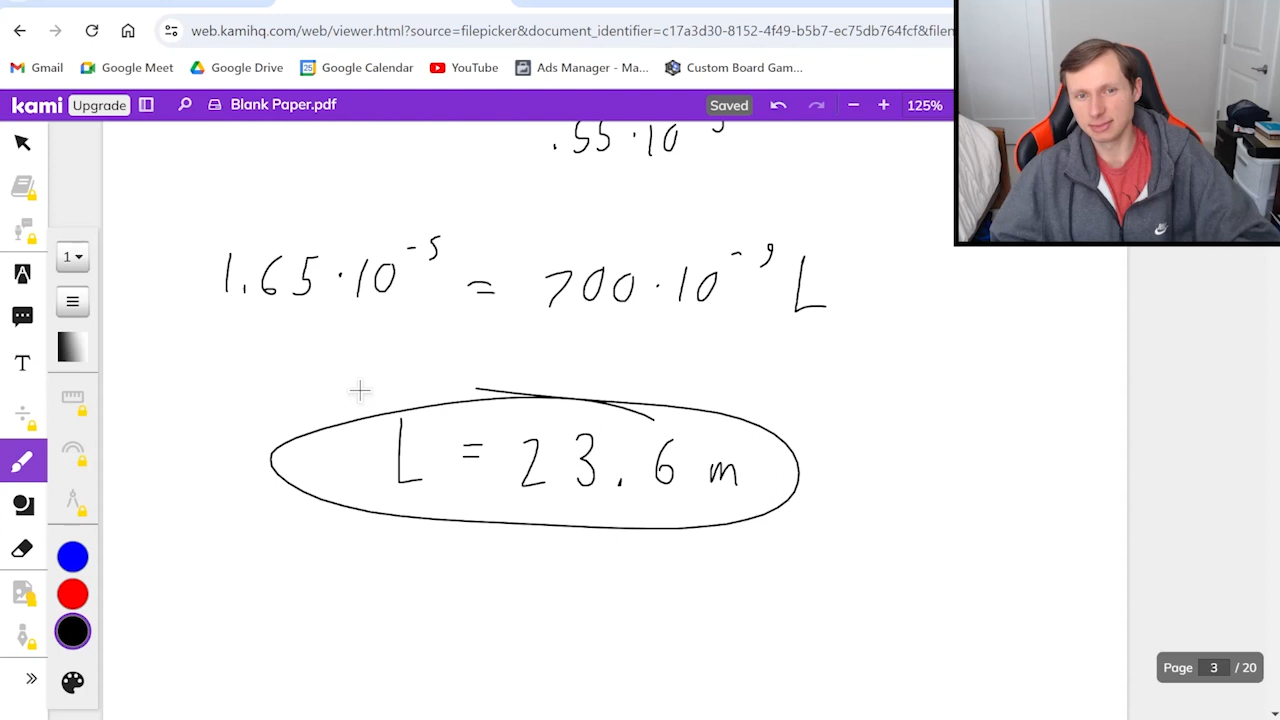 web.kamihq.com/web/viewer.html?source=filepicker&document_identifier=c17a3d30-8152-4f49-b5b7-ec75db764fcf&filen
Gmail Google Meet Google Drive Google Calendar YouTube Ads Manager - Ma... Custom Board Gam...
kami Upgrade Blank Paper.pdf Saved 125%
1
T
.55·10
1.65·10⁻⁵ = 700·10⁻⁹ L
L = 23.6 m
Page 3 / 20